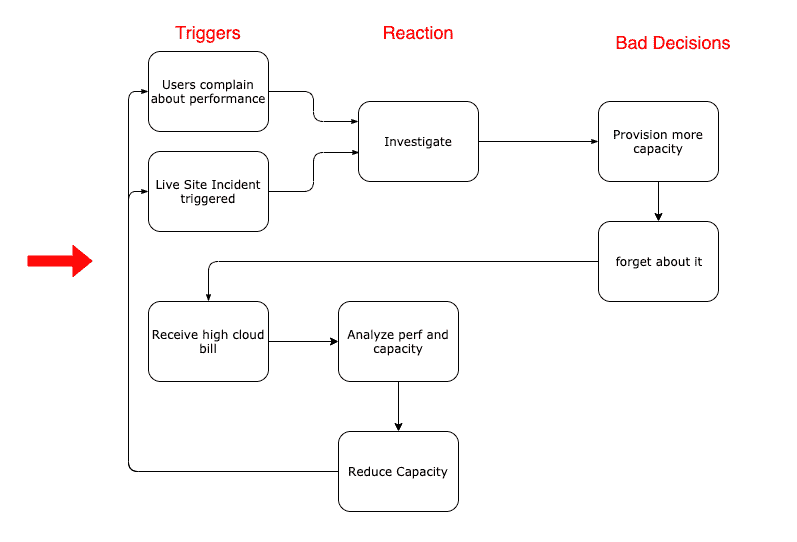 Triggers
Reaction
Bad Decisions
Users complain
about performance
Investigate
Provision more
capacity
Live Site Incident
triggered
forget about it
Receive high cloud
bill
Analyze perf and
capacity
Reduce Capacity